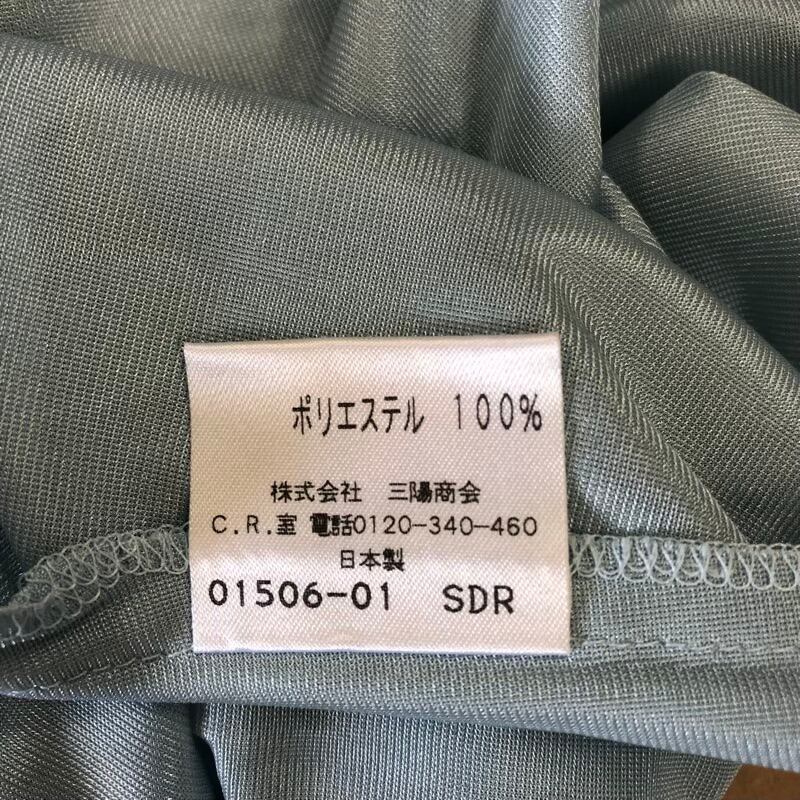 ポリエステル 100%
株式会社 三陽商会
C.R.室 電話0120-340-460
日本製
01506-01 SDR